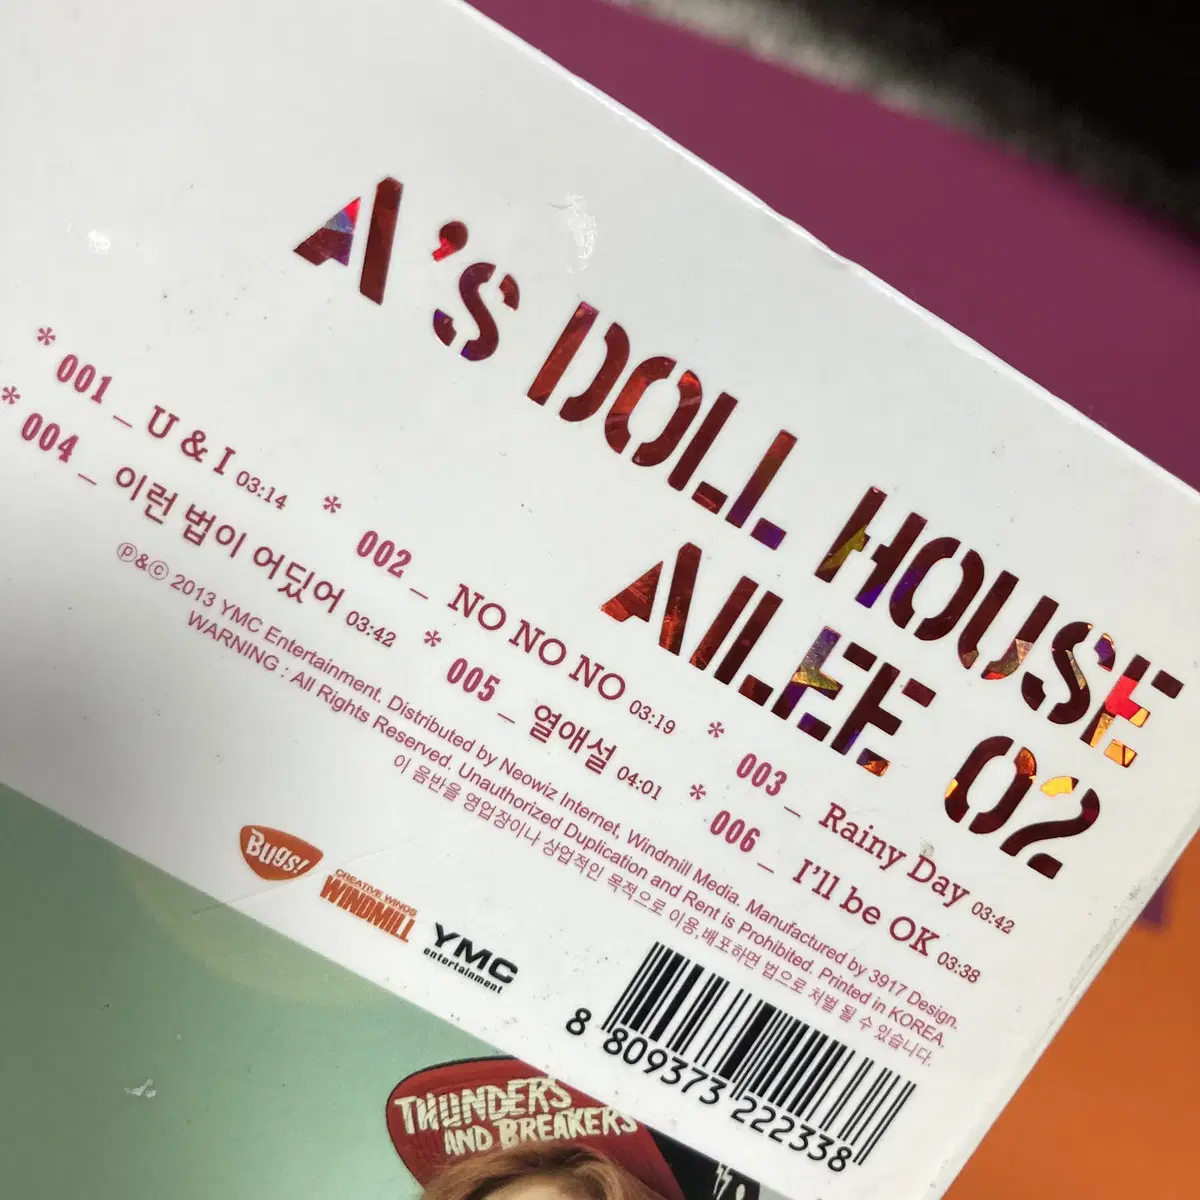 A'S DOLL HOUSE
AILEE 02
* 001 _ U & I 03:14 * 002 _ NO NO NO 03:19 * 003 _ Rainy Day 03:42
* 004 _ 이런 법이 어딨어 03:42 * 005 _ 열애설 04:01 * 006 _ I'll be OK 03:38
ⓟ&ⓒ 2013 YMC Entertainment. Distributed by Neowiz Internet, Windmill Media. Manufactured by 3917 Design.
WARNING : All Rights Reserved. Unauthorized Duplication and Rent is Prohibited. Printed in KOREA.
이 음반을 영업장이나 상업적인 목적으로 이용,배포하면 법으로 처벌 될 수 있습니다.
Bugs!
CREATIVE WINDS
WINDMILL
YMC
entertainment
8 809373 222338
THUNDERS
AND BREAKERS